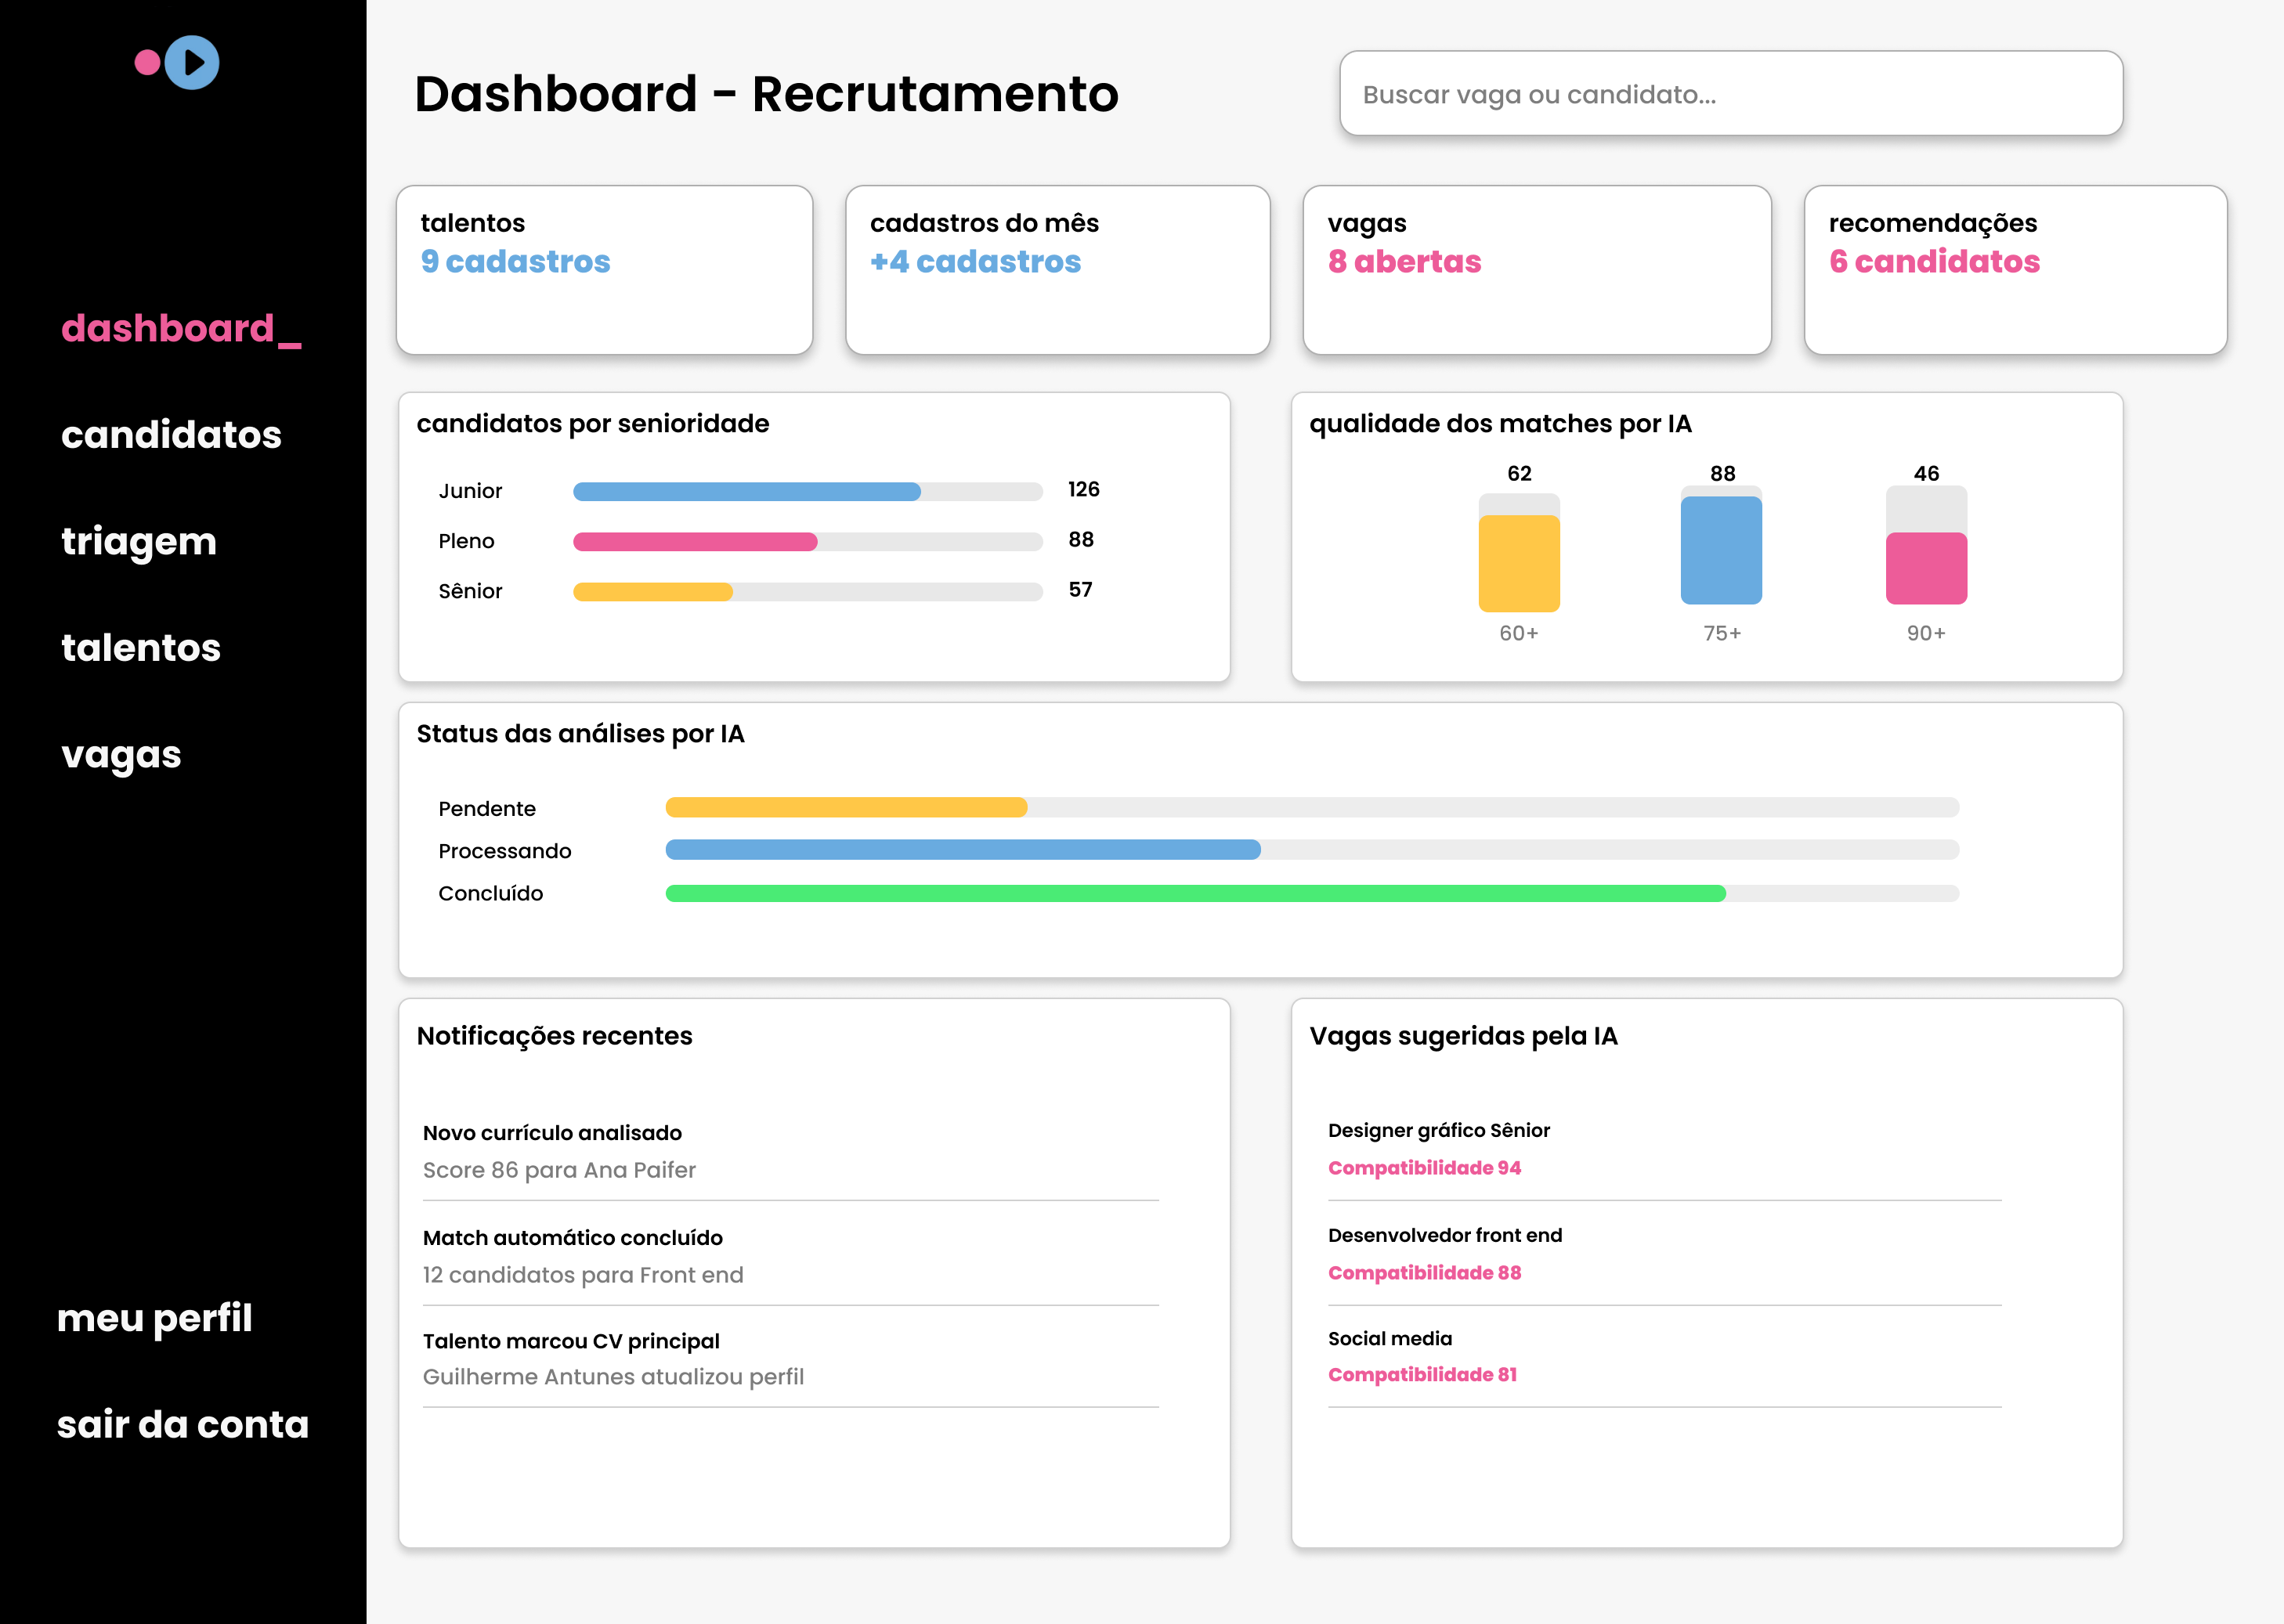 dashboard_
candidatos
triagem
talentos
vagas
meu perfil
sair da conta
Dashboard - Recrutamento
Buscar vaga ou candidato...
talentos
9 cadastros
cadastros do mês
+4 cadastros
vagas
8 abertas
recomendações
6 candidatos
candidatos por senioridade
Junior 126
Pleno 88
Sênior 57
qualidade dos matches por IA
62 88 46
60+ 75+ 90+
Status das análises por IA
Pendente
Processando
Concluído
Notificações recentes
Novo currículo analisado
Score 86 para Ana Paifer
Match automático concluído
12 candidatos para Front end
Talento marcou CV principal
Guilherme Antunes atualizou perfil
Vagas sugeridas pela IA
Designer gráfico Sênior
Compatibilidade 94
Desenvolvedor front end
Compatibilidade 88
Social media
Compatibilidade 81